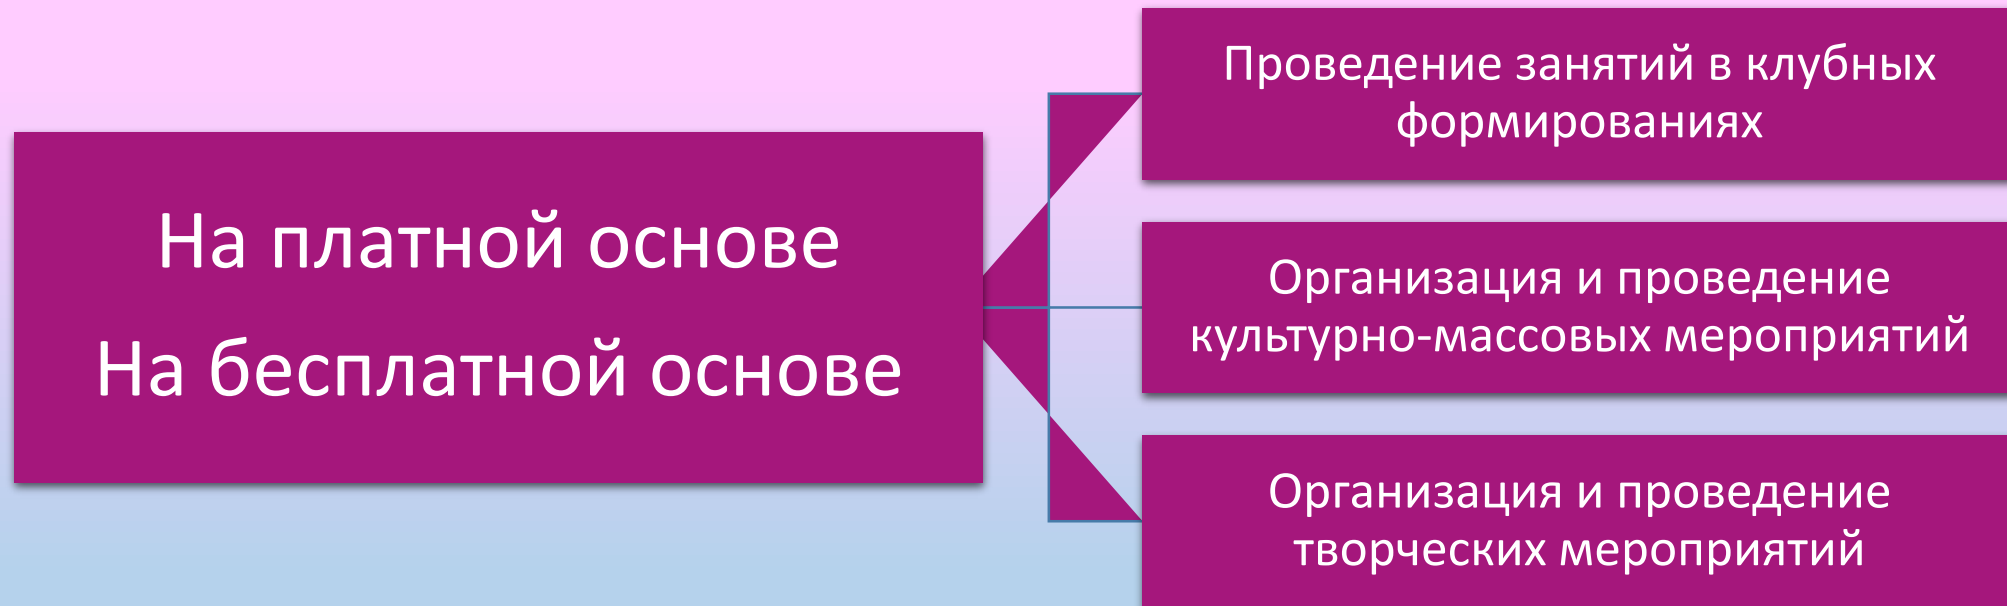 На платной основе
На бесплатной основе
Проведение занятий в клубных
формированиях
Организация и проведение
культурно-массовых мероприятий
Организация и проведение
творческих мероприятий